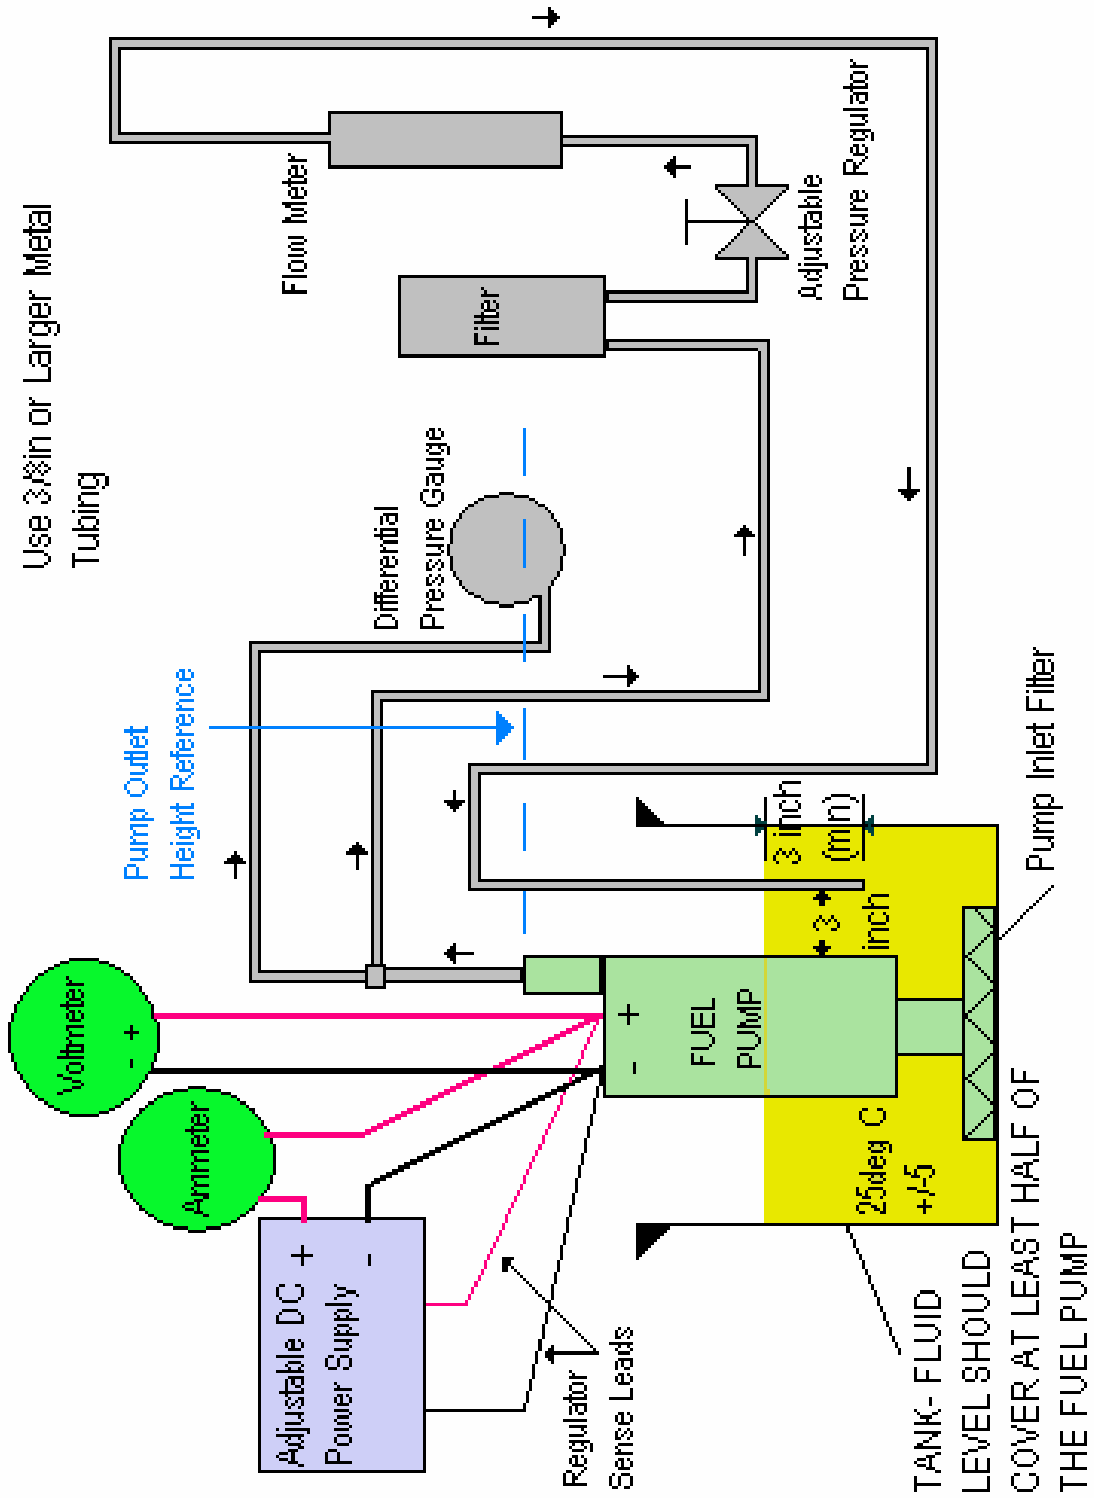 Use 3/8in or Larger Metal
Tubing
Flow Meter
Filter
Adjustable
Pressure Regulator
Differential
Pressure Gauge
Pump Outlet
Height Reference
Voltmeter
- +
Ammeter
Adjustable DC +
Power Supply -
Regulator
Sense Leads
- +
FUEL
PUMP
3 inch
(min)
3
inch
25deg C
+/-5
Pump Inlet Filter
TANK- FLUID
LEVEL SHOULD
COVER AT LEAST HALF OF
THE FUEL PUMP